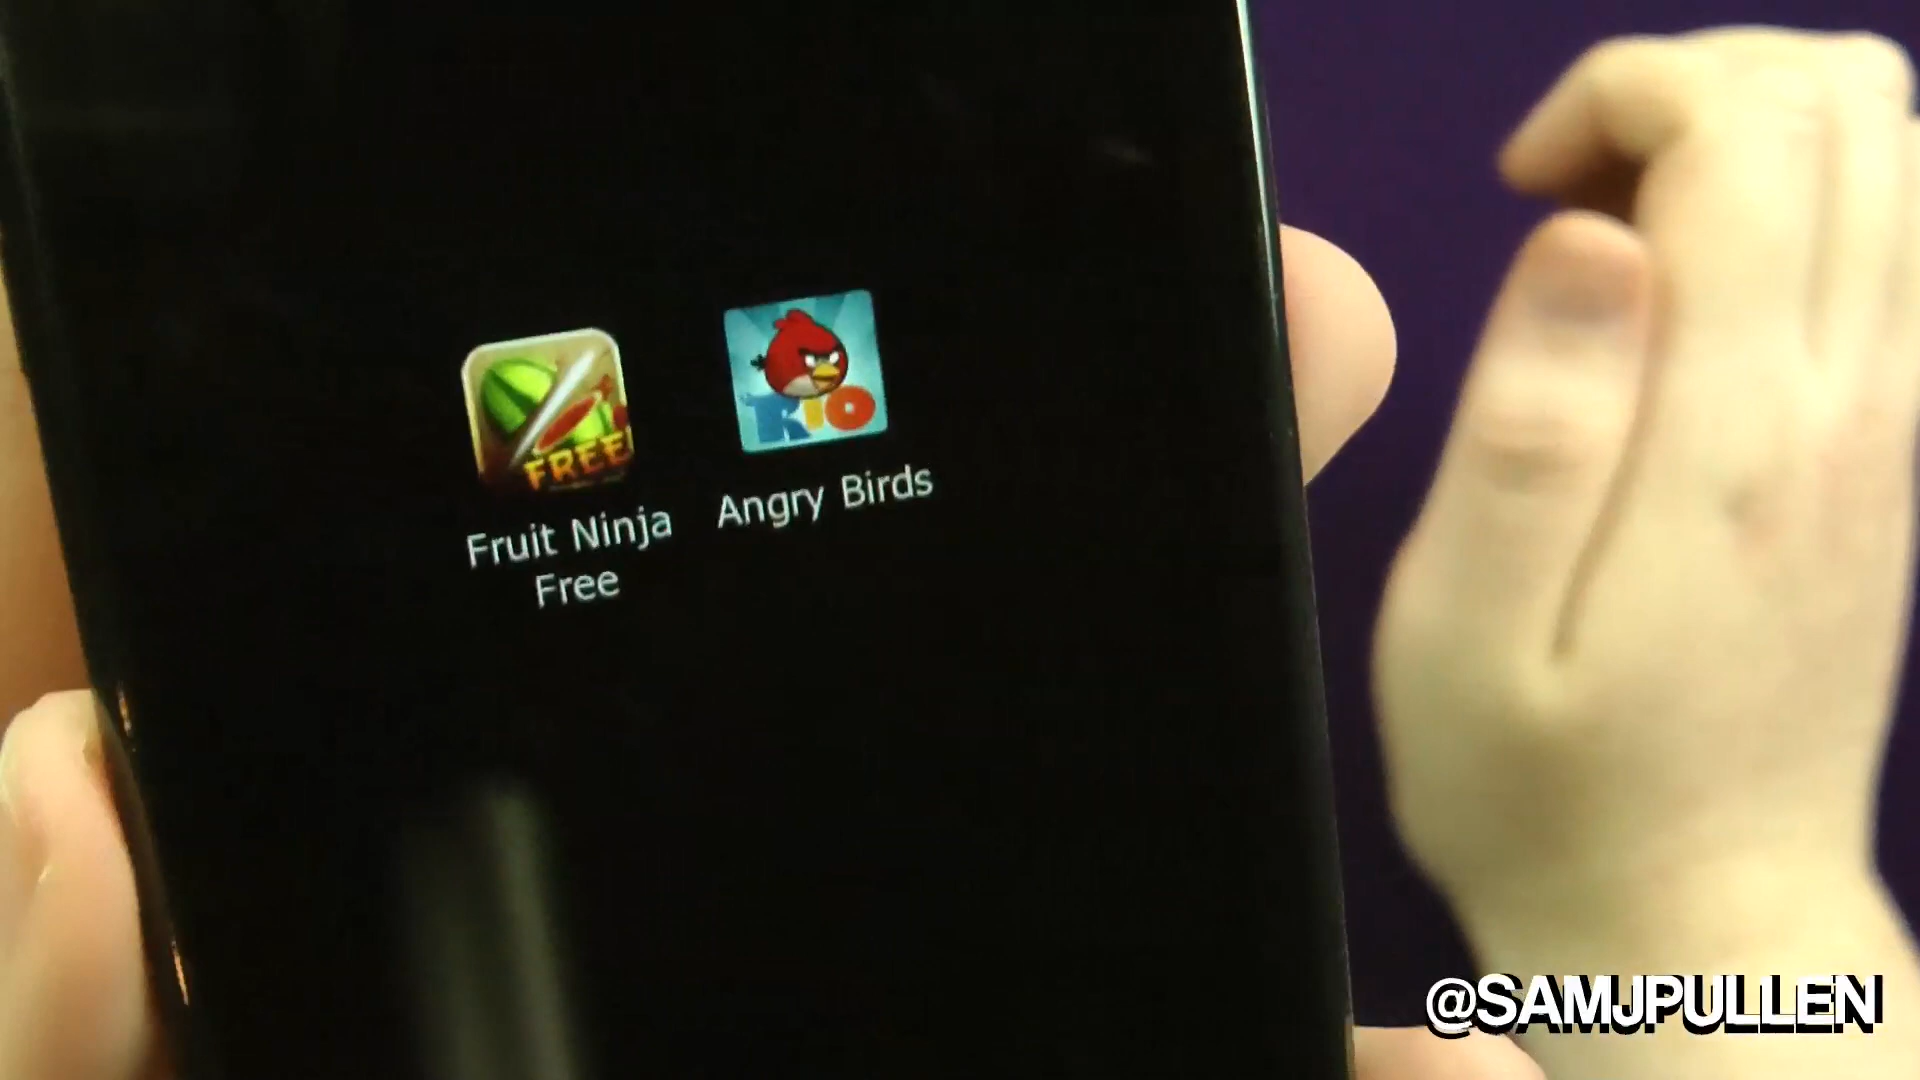 FREE!
RIO
Fruit Ninja
Free
Angry Birds
@SAMJPULLEN